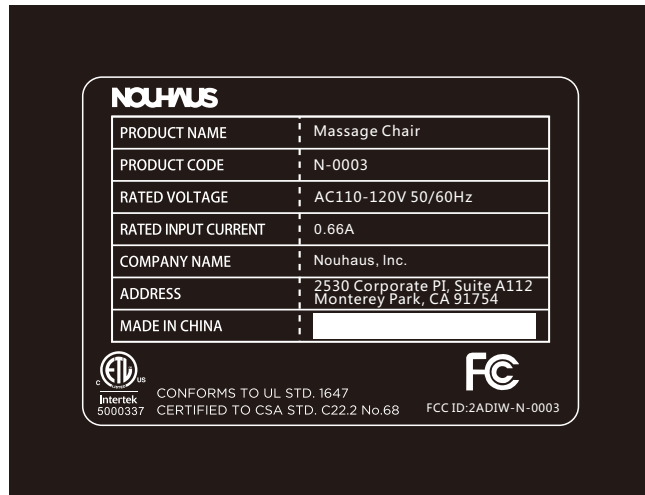 NOUHAUS
PRODUCT NAME Massage Chair
PRODUCT CODE N-0003
RATED VOLTAGE AC110-120V 50/60Hz
RATED INPUT CURRENT 0.66A
COMPANY NAME Nouhaus, Inc.
ADDRESS 2530 Corporate Pl, Suite A112
Monterey Park, CA 91754
MADE IN CHINA
C ETL US
LISTED
Intertek
5000337
CONFORMS TO UL STD. 1647
CERTIFIED TO CSA STD. C22.2 No.68
FC
FCC ID:2ADIW-N-0003